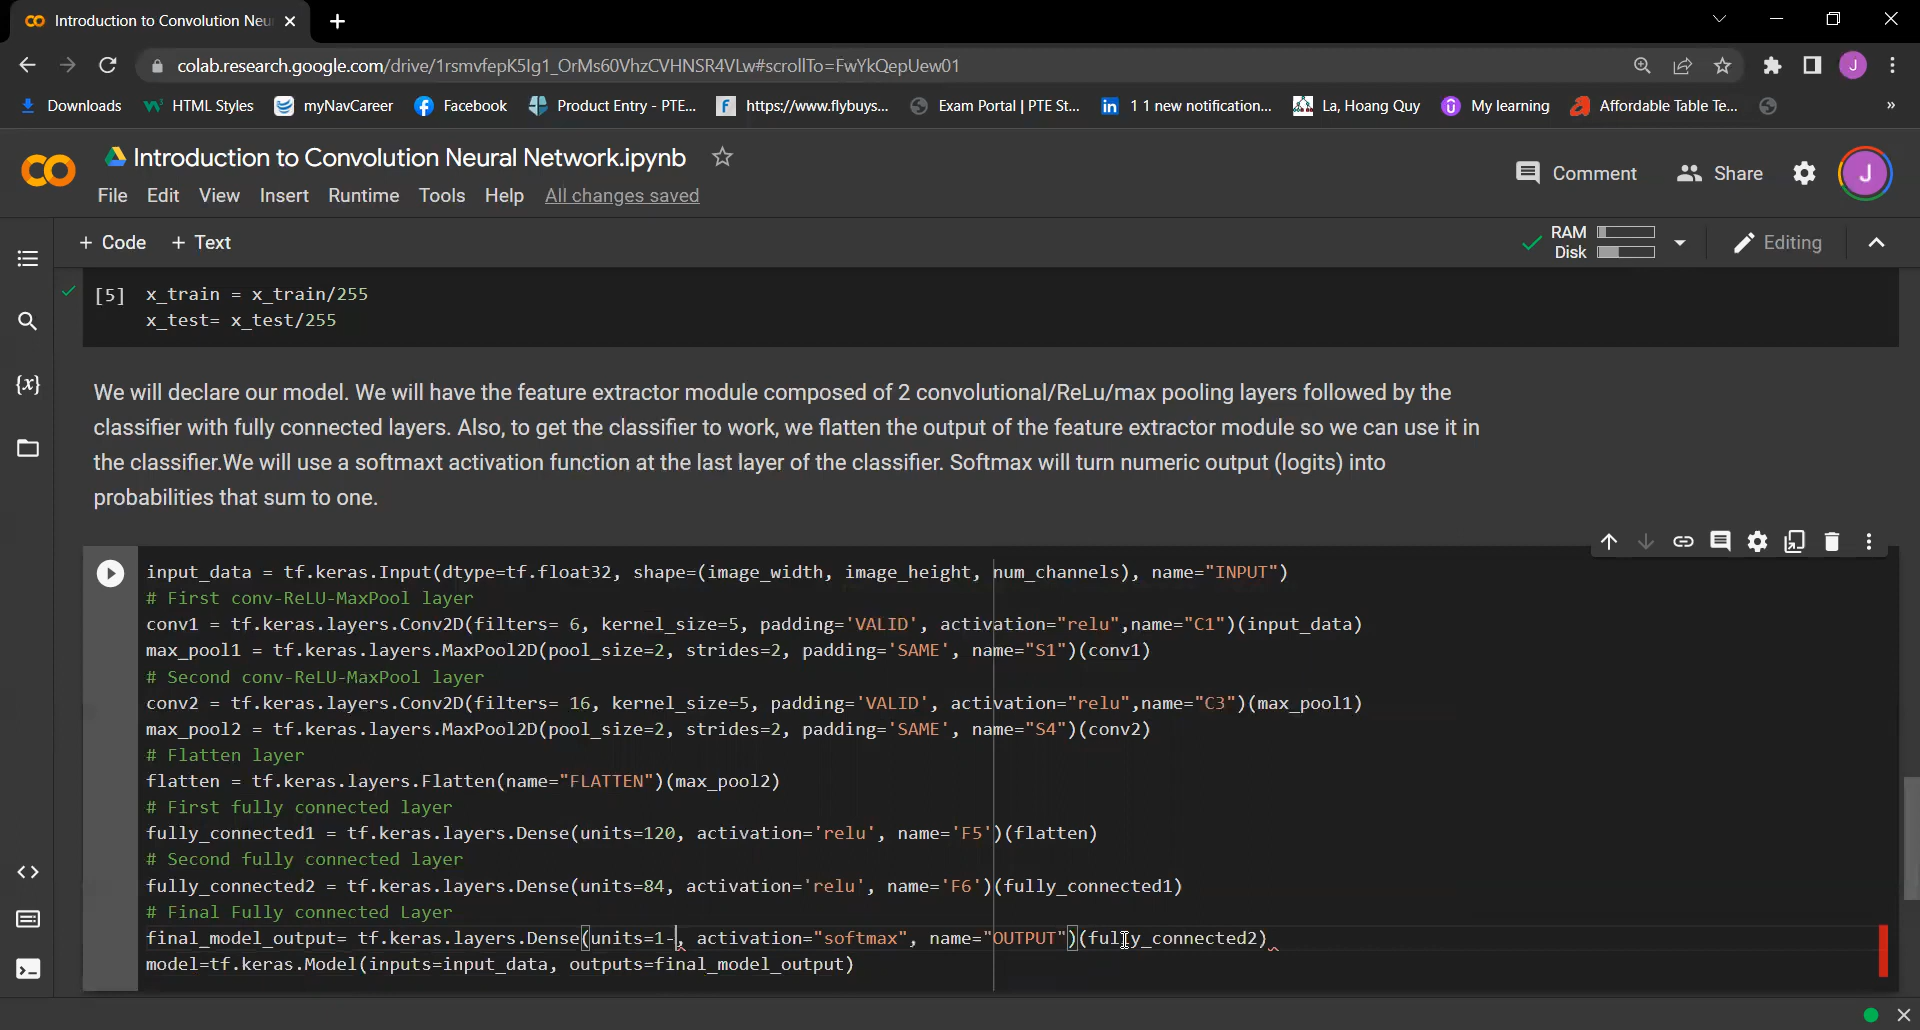 Introduction to Convolution Neu
colab.research.google.com/drive/1rsmvfepK5Ig1_OrMs60VhzCVHNSR4VLw#scrollTo=FwYkQepUew01
J
Downloads
HTML Styles
myNavCareer
Facebook
Product Entry - PTE...
https://www.flybuys...
Exam Portal | PTE St...
1 1 new notification...
La, Hoang Quy
My learning
Affordable Table Te...
»
Introduction to Convolution Neural Network.ipynb
Comment
Share
J
File Edit View Insert Runtime Tools Help All changes saved
+ Code + Text
RAM
Disk
Editing
[5] x_train = x_train/255
x_test= x_test/255
We will declare our model. We will have the feature extractor module composed of 2 convolutional/ReLu/max pooling layers followed by the
classifier with fully connected layers. Also, to get the classifier to work, we flatten the output of the feature extractor module so we can use it in
the classifier.We will use a softmaxt activation function at the last layer of the classifier. Softmax will turn numeric output (logits) into
probabilities that sum to one.
input_data = tf.keras.Input(dtype=tf.float32, shape=(image_width, image_height, num_channels), name="INPUT")
# First conv-ReLU-MaxPool layer
conv1 = tf.keras.layers.Conv2D(filters= 6, kernel_size=5, padding='VALID', activation="relu",name="C1")(input_data)
max_pool1 = tf.keras.layers.MaxPool2D(pool_size=2, strides=2, padding='SAME', name="S1")(conv1)
# Second conv-ReLU-MaxPool layer
conv2 = tf.keras.layers.Conv2D(filters= 16, kernel_size=5, padding='VALID', activation="relu",name="C3")(max_pool1)
max_pool2 = tf.keras.layers.MaxPool2D(pool_size=2, strides=2, padding='SAME', name="S4")(conv2)
# Flatten layer
flatten = tf.keras.layers.Flatten(name="FLATTEN")(max_pool2)
# First fully connected layer
fully_connected1 = tf.keras.layers.Dense(units=120, activation='relu', name='F5')(flatten)
# Second fully connected layer
fully_connected2 = tf.keras.layers.Dense(units=84, activation='relu', name='F6')(fully_connected1)
# Final Fully connected Layer
final_model_output= tf.keras.layers.Dense(units=1-, activation="softmax", name="OUTPUT")(fully_connected2)
model=tf.keras.Model(inputs=input_data, outputs=final_model_output)